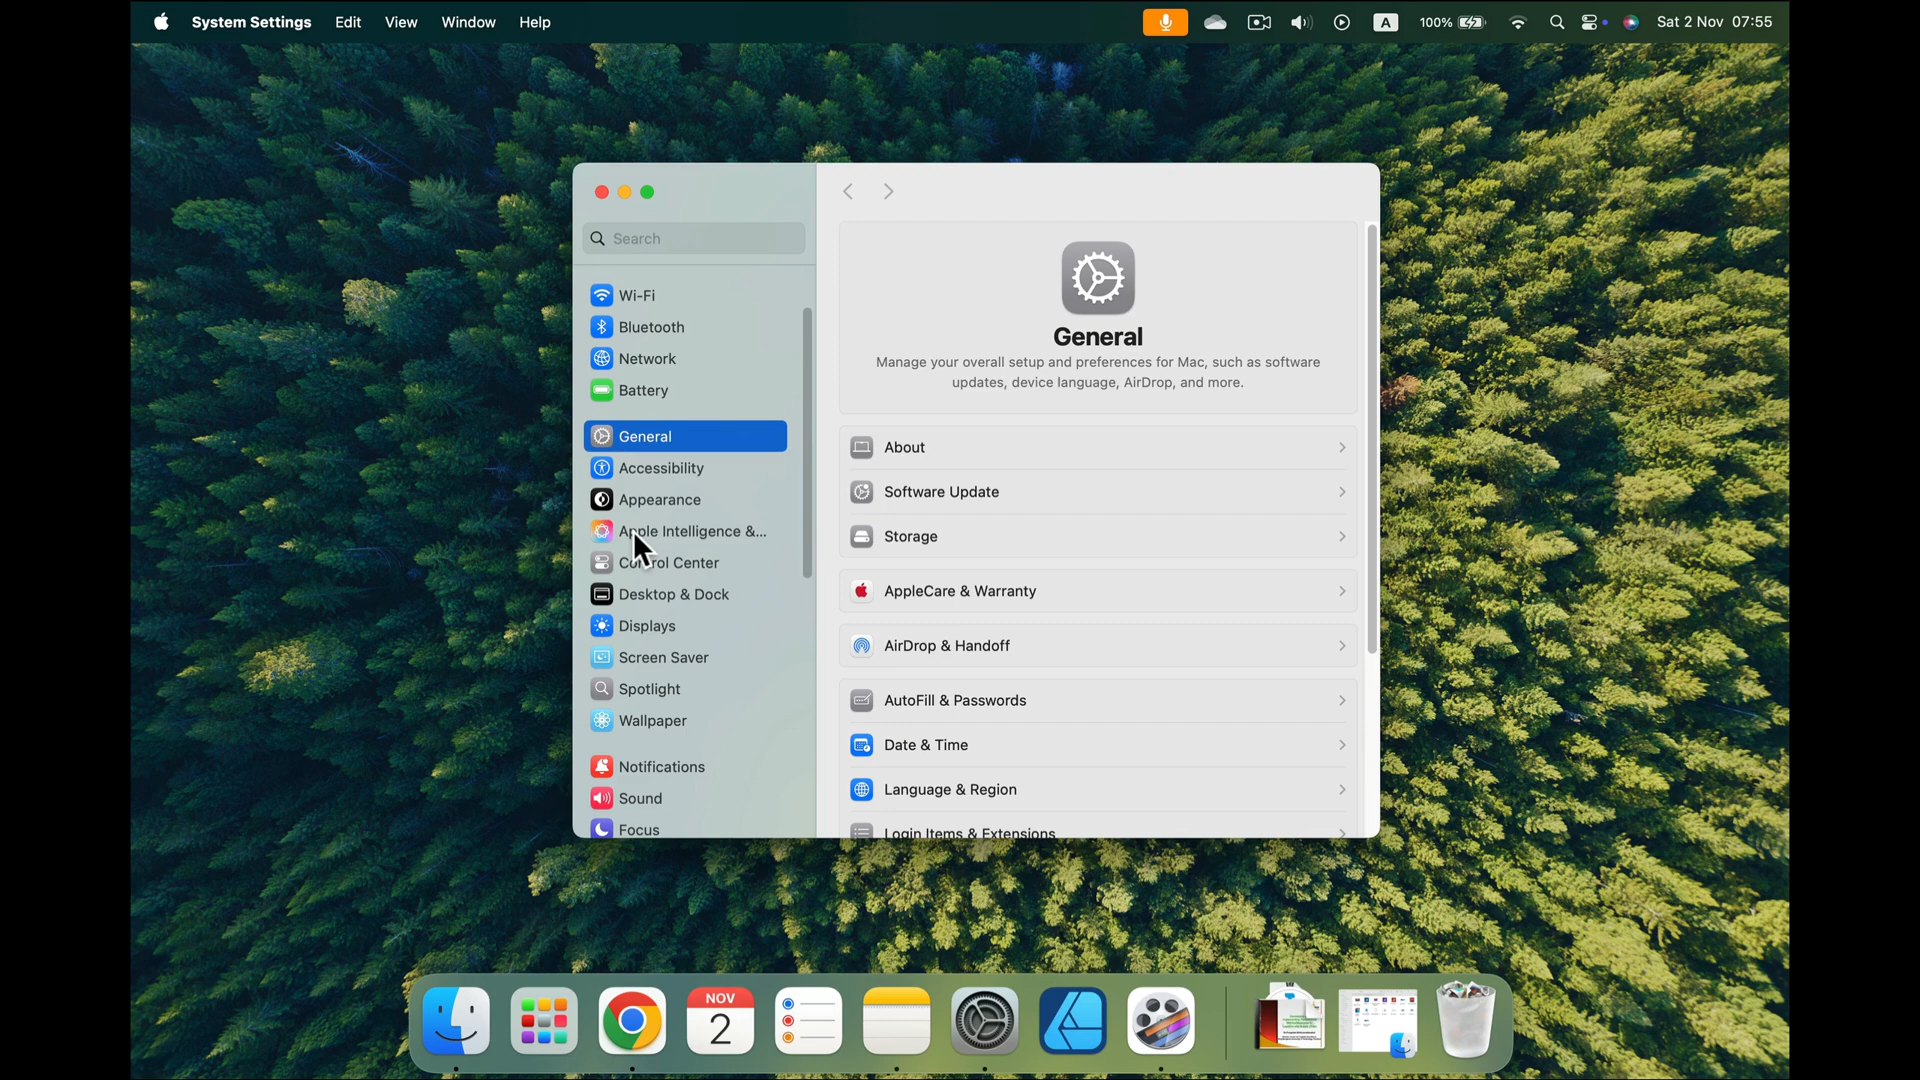 System Settings Edit View Window Help A 100% Sat 2 Nov 07:55
Search
Wi-Fi
Bluetooth
Network
Battery
General
Accessibility
Appearance
Apple Intelligence &...
Control Center
Desktop & Dock
Displays
Screen Saver
Spotlight
Wallpaper
Notifications
Sound
Focus
General
Manage your overall setup and preferences for Mac, such as software
updates, device language, AirDrop, and more.
About
Software Update
Storage
AppleCare & Warranty
AirDrop & Handoff
AutoFill & Passwords
Date & Time
Language & Region
Login Items & Extensions
NOV
2